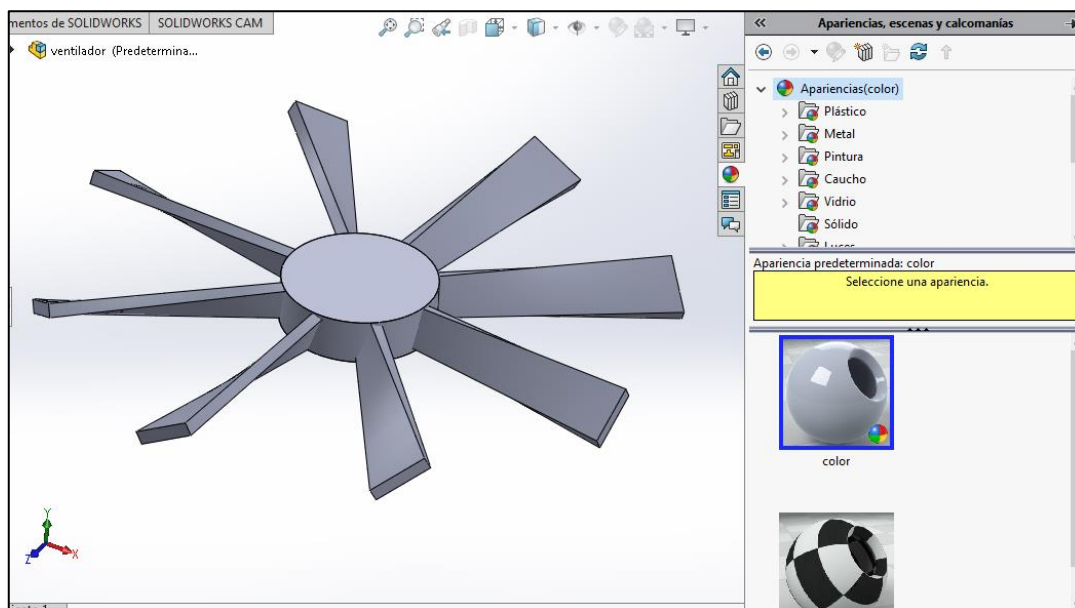 mentos de SOLIDWORKS
SOLIDWORKS CAM
ventilador (Predetermina...
Y
X
Z
Apariencias, escenas y calcomanías
Apariencias(color)
Plástico
Metal
Pintura
Caucho
Vidrio
Sólido
Luces
Apariencia predeterminada: color
Seleccione una apariencia.
color